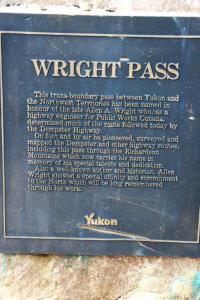 WRIGHT PASS
This trans-boundary pass between Yukon and
the Northwest Territories has been named in
honour of the late Allen A. Wright who, as a
highway engineer for Public Works Canada,
determined much of the route followed today by
the Dempster Highway.
On foot and by air he pioneered, surveyed and
mapped the Dempster and other highway routes,
including this pass through the Richardson
Mountains which now carries his name in
memory of his special talents and dedication.
Also a well-known author and historian, Allen
Wright showed a special affinity and commitment
to the North which will be long remembered
through his work.
Yukon